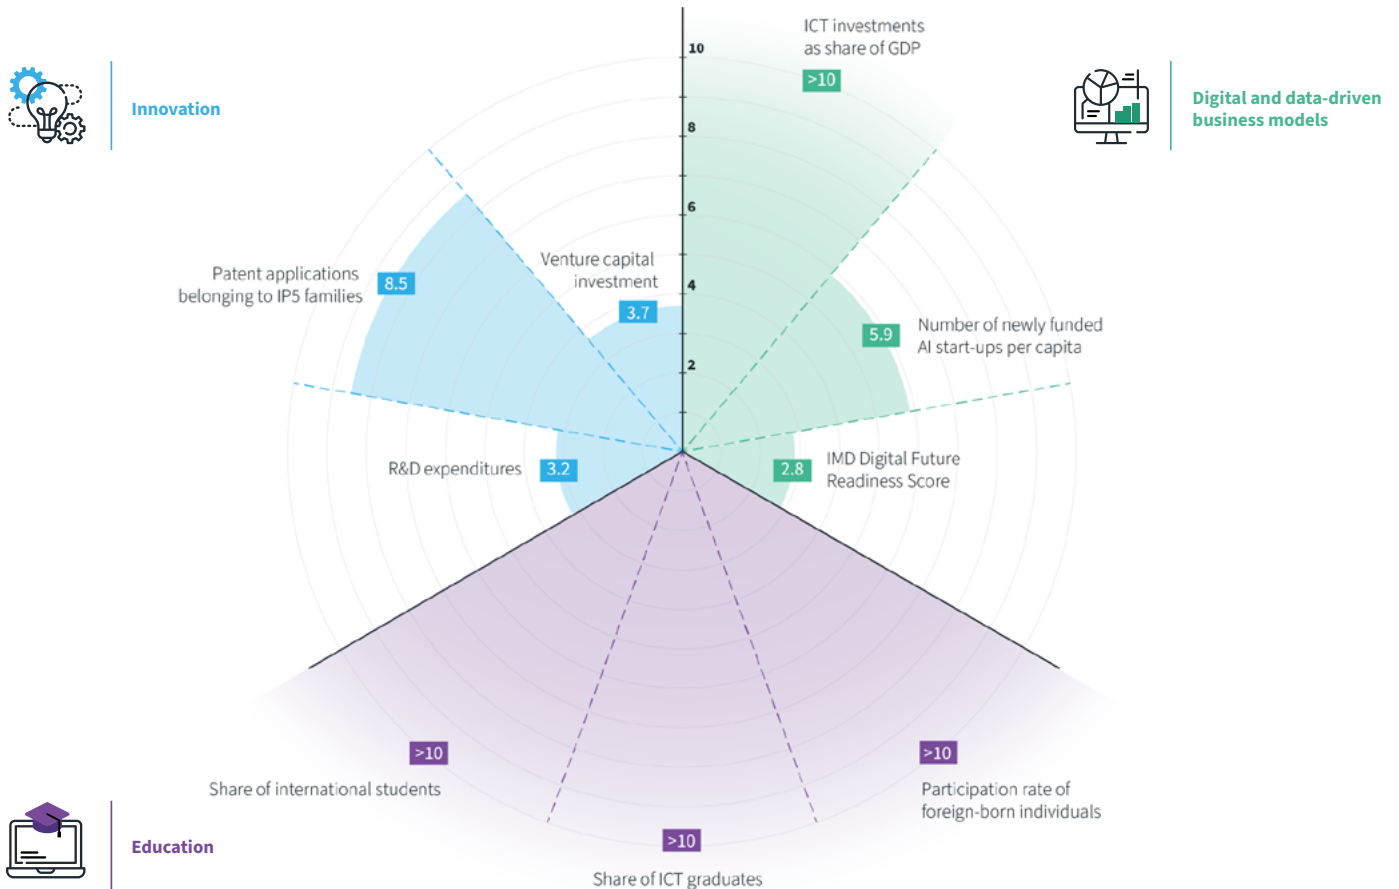 ICT investments
as share of GDP
>10
10
8
6
4
2
Innovation
Digital and data-driven
business models
Venture capital
investment
3.7
Patent applications
belonging to IP5 families
8.5
5.9
Number of newly funded
AI start-ups per capita
R&D expenditures
3.2
2.8
IMD Digital Future
Readiness Score
>10
Share of international students
>10
Participation rate of
foreign-born individuals
>10
Share of ICT graduates
Education